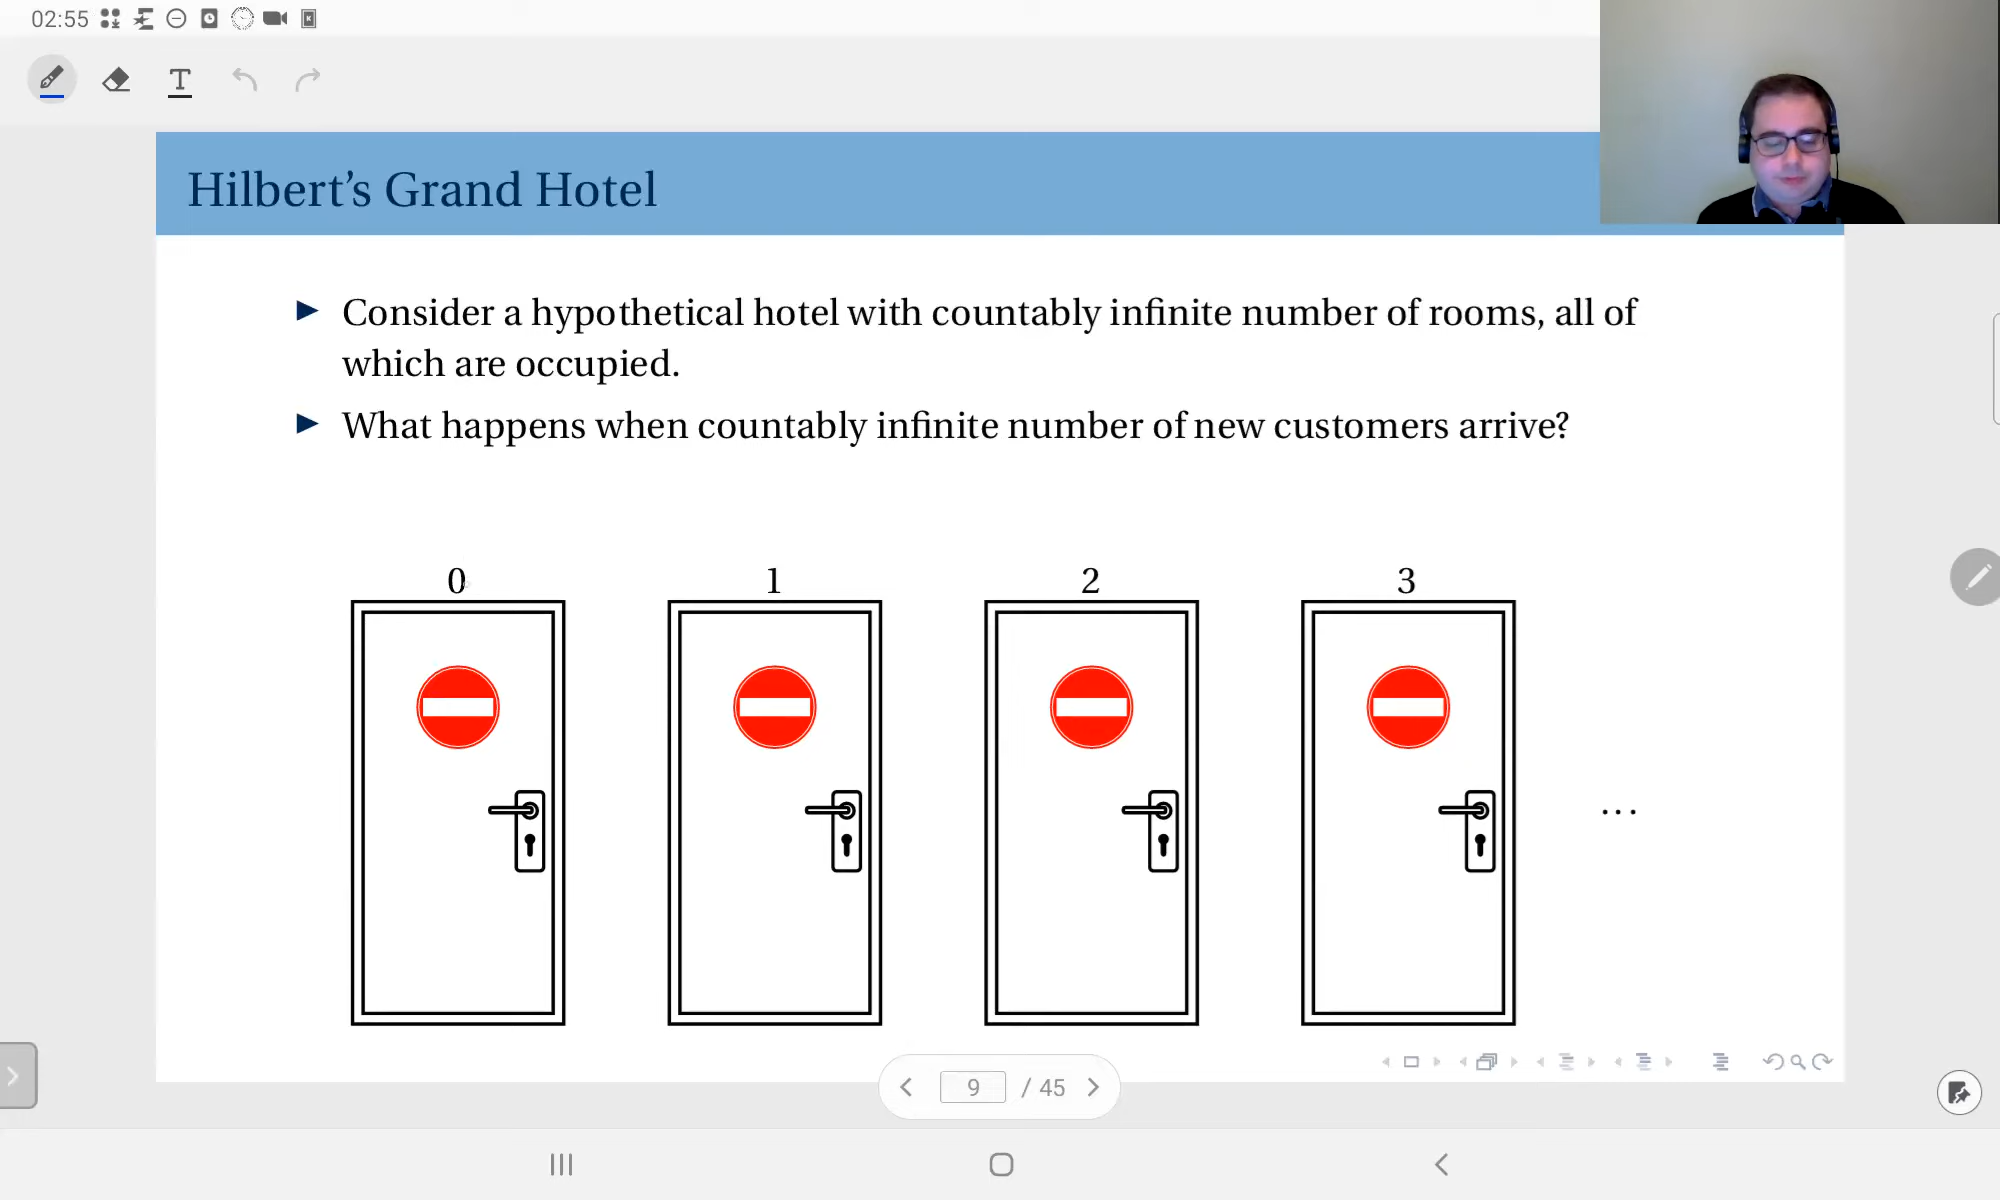 02:55
T
Hilbert’s Grand Hotel
Consider a hypothetical hotel with countably infinite number of rooms, all of
which are occupied.
What happens when countably infinite number of new customers arrive?
0 1 2 3
...
9 / 45